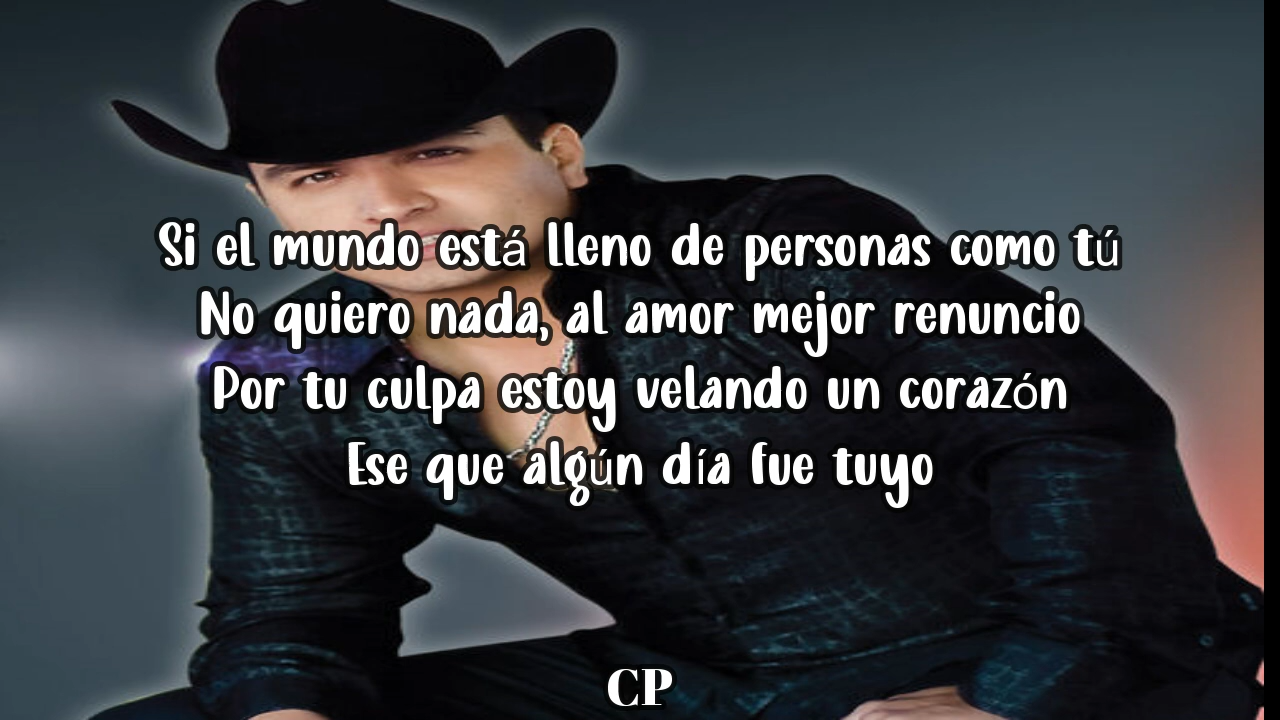 Si el mundo está lleno de personas como tú
No quiero nada, al amor mejor renuncio
Por tu culpa estoy velando un corazón
Ese que algún día fue tuyo
CP